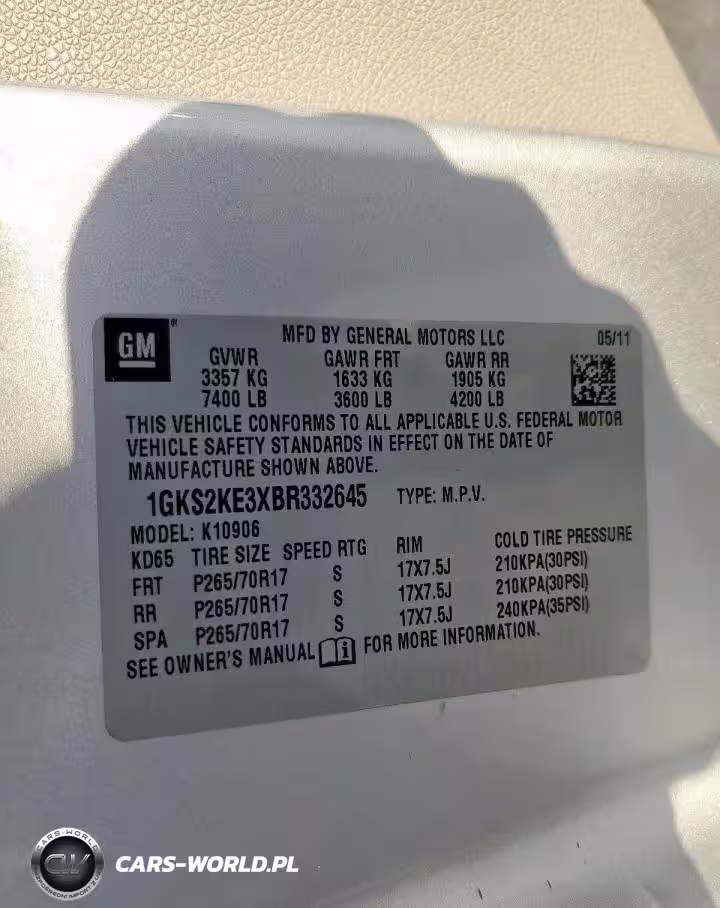 GM
MFD BY GENERAL MOTORS LLC 05/11
GVWR GAWR FRT GAWR RR
3357 KG 1633 KG 1905 KG
7400 LB 3600 LB 4200 LB
THIS VEHICLE CONFORMS TO ALL APPLICABLE U.S. FEDERAL MOTOR
VEHICLE SAFETY STANDARDS IN EFFECT ON THE DATE OF
MANUFACTURE SHOWN ABOVE.
1GKS2KE3XBR332645 TYPE: M.P.V.
MODEL: K10906
KD65 TIRE SIZE SPEED RTG RIM COLD TIRE PRESSURE
FRT P265/70R17 S 17X7.5J 210KPA(30PSI)
RR P265/70R17 S 17X7.5J 210KPA(30PSI)
SPA P265/70R17 S 17X7.5J 240KPA(35PSI)
SEE OWNER'S MANUAL i FOR MORE INFORMATION.
CARS-WORLD
CW
CARS-WORLD.PL